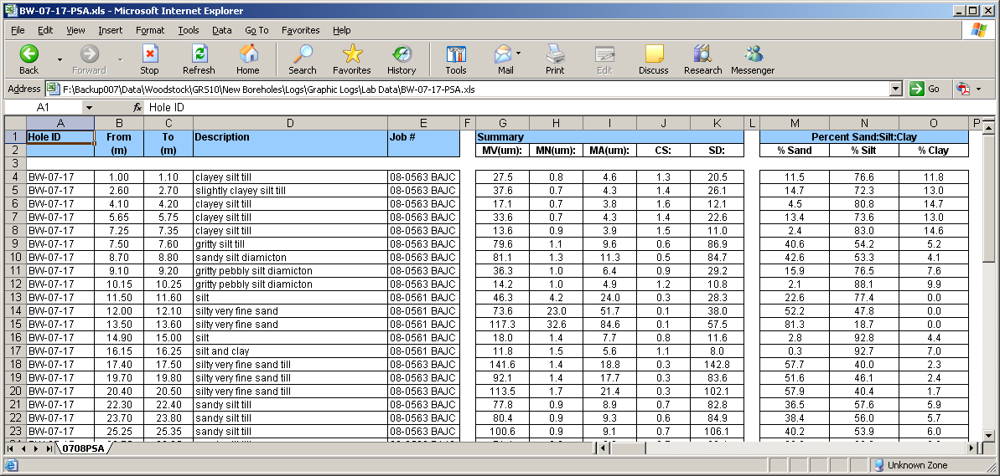 BW-07-17-PSA.xls - Microsoft Internet Explorer
File Edit View Insert Format Tools Data Go To Favorites Help
Back Forward Stop Refresh Home Search Favorites History Tools Mail Print Edit Discuss Research Messenger
Address F:\Backup007\Data\Woodstock\GRS10\New Boreholes\Logs\Graphic Logs\Lab Data\BW-07-17-PSA.xls Go
A1 fx Hole ID
A B C D E F G H I J K L M N O P
1 Hole ID From To Description Job # Summary Percent Sand:Silt:Clay
2 (m) (m) MV(um): MN(um): MA(um): CS: SD: % Sand % Silt % Clay
3
4 BW-07-17 1.00 1.10 clayey silt till 08-0563 BAJC 27.5 0.8 4.6 1.3 20.5 11.5 76.6 11.8
5 BW-07-17 2.60 2.70 slightly clayey silt till 08-0563 BAJC 37.6 0.7 4.3 1.4 26.1 14.7 72.3 13.0
6 BW-07-17 4.10 4.20 clayey silt till 08-0563 BAJC 17.1 0.7 3.8 1.6 12.1 4.5 80.8 14.7
7 BW-07-17 5.65 5.75 clayey silt till 08-0563 BAJC 33.6 0.7 4.3 1.4 22.6 13.4 73.6 13.0
8 BW-07-17 7.25 7.35 clayey silt till 08-0563 BAJC 13.6 0.9 3.9 1.5 11.0 2.4 83.0 14.6
9 BW-07-17 7.50 7.60 gritty silt till 08-0563 BAJC 79.6 1.1 9.6 0.6 86.9 40.6 54.2 5.2
10 BW-07-17 8.70 8.80 sandy silt diamicton 08-0563 BAJC 81.1 1.3 11.3 0.5 84.7 42.6 53.3 4.1
11 BW-07-17 9.10 9.20 gritty pebbly silt diamicton 08-0563 BAJC 36.3 1.0 6.4 0.9 29.2 15.9 76.5 7.6
12 BW-07-17 10.15 10.25 gritty pebbly silt diamicton 08-0563 BAJC 14.2 1.0 4.9 1.2 10.8 2.1 88.1 9.9
13 BW-07-17 11.50 11.60 silt 08-0561 BAJC 46.3 4.2 24.0 0.3 28.3 22.6 77.4 0.0
14 BW-07-17 12.00 12.10 silty very fine sand 08-0561 BAJC 73.6 23.0 51.7 0.1 38.0 52.2 47.8 0.0
15 BW-07-17 13.50 13.60 silty very fine sand 08-0561 BAJC 117.3 32.6 84.6 0.1 57.5 81.3 18.7 0.0
16 BW-07-17 14.90 15.00 silt 08-0561 BAJC 18.0 1.4 7.7 0.8 11.6 2.8 92.8 4.4
17 BW-07-17 16.15 16.25 silt and clay 08-0561 BAJC 11.8 1.5 5.6 1.1 8.0 0.3 92.7 7.0
18 BW-07-17 17.40 17.50 silty very fine sand till 08-0563 BAJC 141.6 1.4 18.8 0.3 142.8 57.7 40.0 2.3
19 BW-07-17 19.70 19.80 silty very fine sand till 08-0563 BAJC 92.1 1.4 17.7 0.3 83.6 51.6 46.1 2.4
20 BW-07-17 20.40 20.50 silty very fine sand till 08-0563 BAJC 113.5 1.7 21.4 0.3 102.1 57.9 40.4 1.7
21 BW-07-17 22.30 22.40 sandy silt till 08-0563 BAJC 77.8 0.9 8.9 0.7 82.8 36.5 57.6 5.9
22 BW-07-17 23.70 23.80 sandy silt till 08-0563 BAJC 80.4 0.9 9.3 0.6 84.9 38.4 56.0 5.7
23 BW-07-17 25.25 25.35 sandy silt till 08-0563 BAJC 100.6 0.9 9.1 0.7 106.1 40.2 53.9 6.0
0708PSA
Unknown Zone